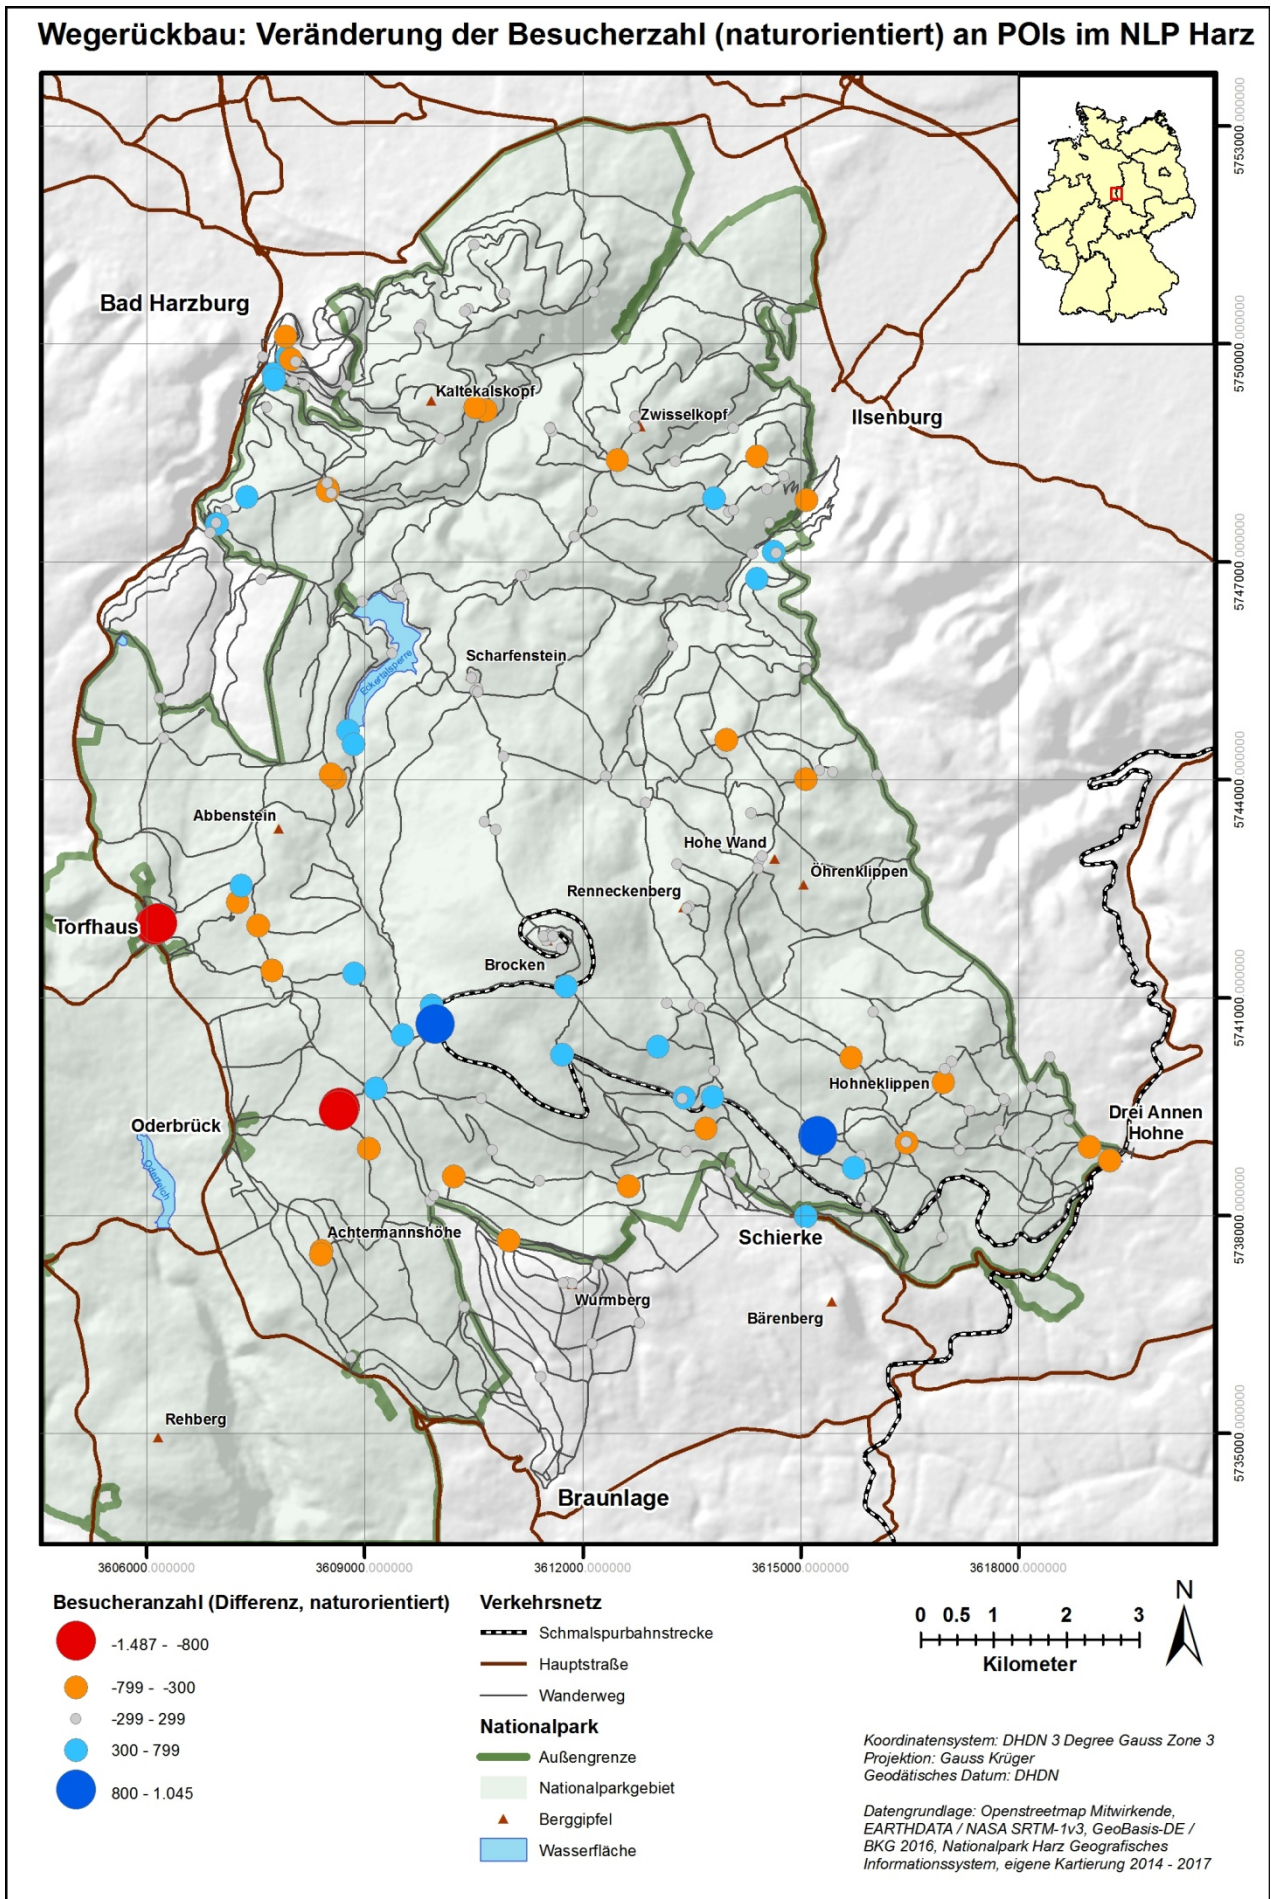 Wegerückbau: Veränderung der Besucherzahl (naturorientiert) an POIs im NLP Harz
5753000.000000
Bad Harzburg
5750000.000000
Kaltekalskopf
Zwisselkopf
Ilsenburg
5747000.000000
Scharfenstein
Eckertalsperre
5744000.000000
Abbenstein
Hohe Wand
Öhrenklippen
Renneckenberg
Torfhaus
Brocken
5741000.000000
Hohneklippen
Oderbrück
Drei Annen
Hohne
Oderteich
Achtermannshöhe
Schierke
5738000.000000
Wurmberg
Bärenberg
Rehberg
5735000.000000
Braunlage
3606000.000000 3609000.000000 3612000.000000 3615000.000000 3618000.000000
Besucheranzahl (Differenz, naturorientiert)
-1.487 - -800
-799 - -300
-299 - 299
300 - 799
800 - 1.045
Verkehrsnetz
Schmalspurbahnstrecke
Hauptstraße
Wanderweg
Nationalpark
Außengrenze
Nationalparkgebiet
Berggipfel
Wasserfläche
0 0.5 1 2 3
Kilometer
N
Koordinatensystem: DHDN 3 Degree Gauss Zone 3
Projektion: Gauss Krüger
Geodätisches Datum: DHDN
Datengrundlage: Openstreetmap Mitwirkende,
EARTHDATA / NASA SRTM-1v3, GeoBasis-DE /
BKG 2016, Nationalpark Harz Geografisches
Informationssystem, eigene Kartierung 2014 - 2017